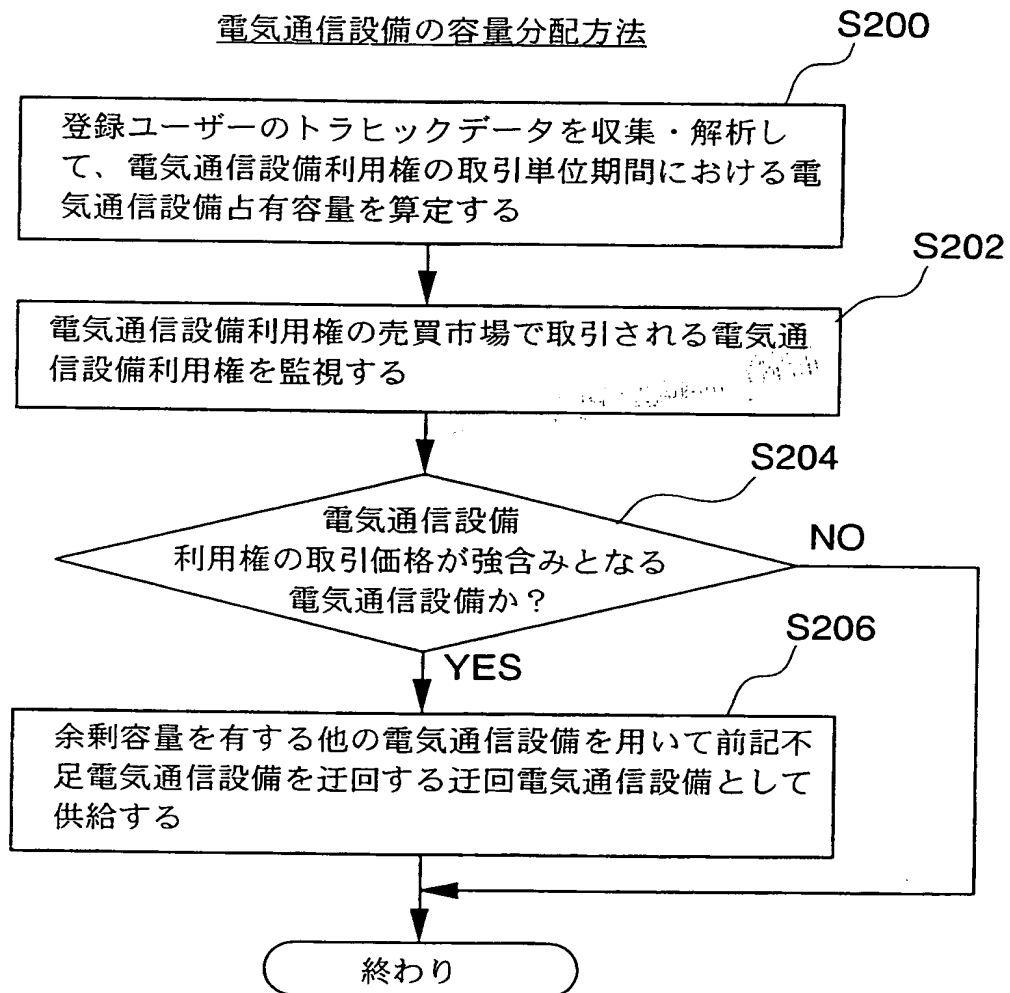 電気通信設備の容量分配方法
S200
登録ユーザーのトラヒックデータを収集・解析し
て、電気通信設備利用権の取引単位期間における電
気通信設備占有容量を算定する
S202
電気通信設備利用権の売買市場で取引される電気通
信設備利用権を監視する
S204
電気通信設備
利用権の取引価格が強含みとなる
電気通信設備か？
NO
YES
S206
余剰容量を有する他の電気通信設備を用いて前記不
足電気通信設備を迂回する迂回電気通信設備として
供給する
終わり